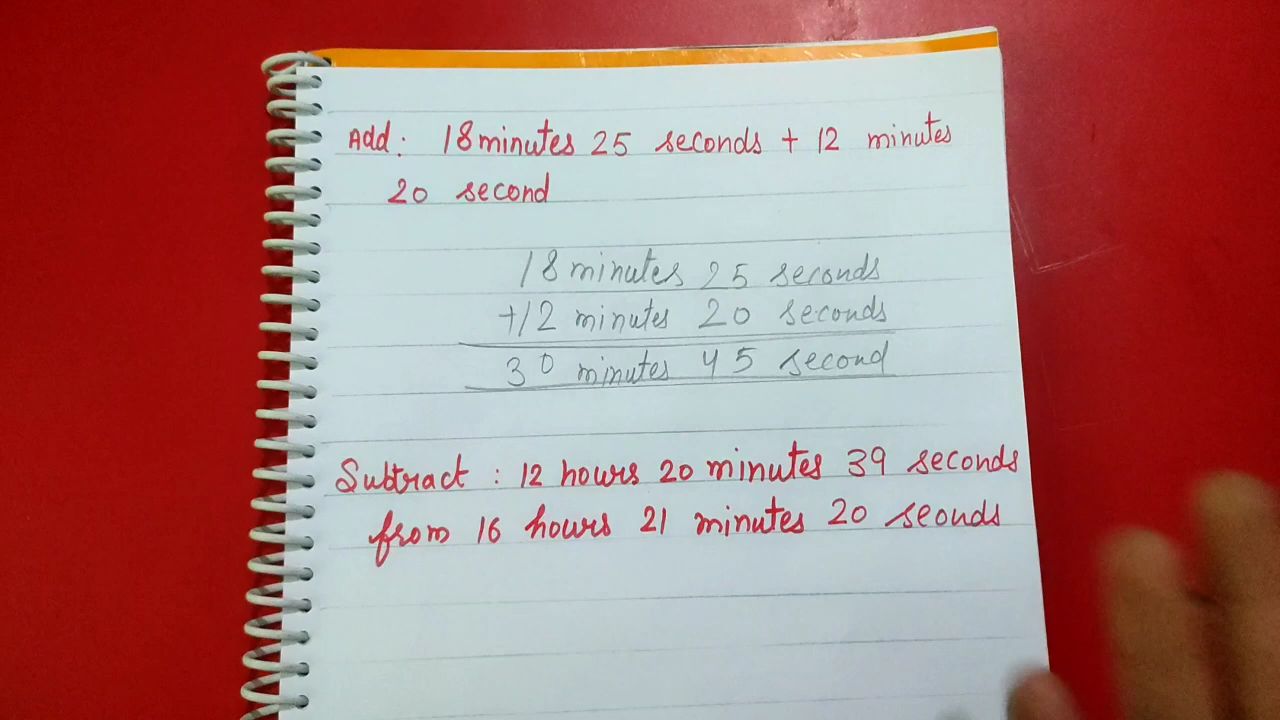 Add: 18 minutes 25 seconds + 12 minutes
20 second
18 minutes 25 seconds
+12 minutes 20 seconds
30 minutes 45 second
Subtract : 12 hours 20 minutes 39 seconds
from 16 hours 21 minutes 20 seonds